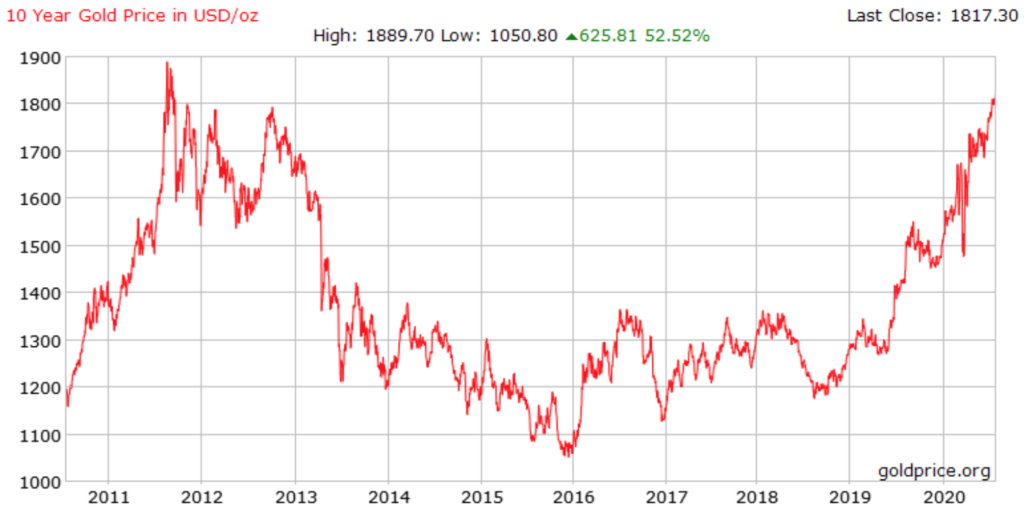 10 Year Gold Price in USD/oz
Last Close: 1817.30
High: 1889.70 Low: 1050.80 ▲625.81 52.52%
1900
1800
1700
1600
1500
1400
1300
1200
1100
1000
goldprice.org
2011 2012 2013 2014 2015 2016 2017 2018 2019 2020